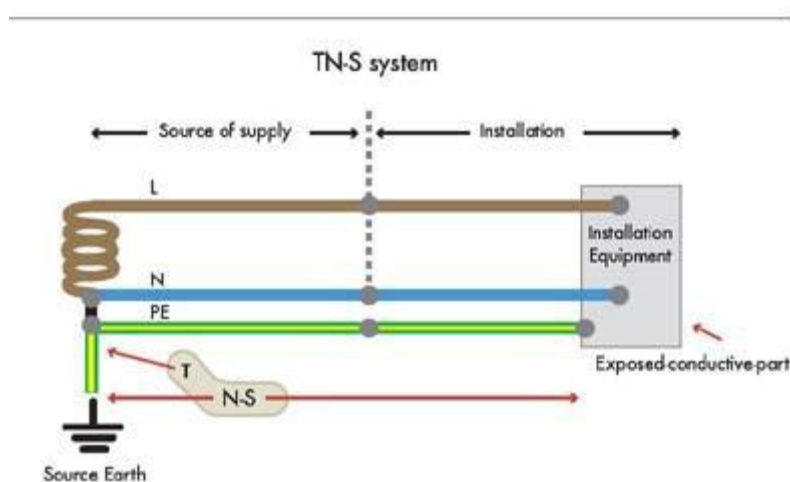 TN-S system
Source of supply
Installation
L
Installation
Equipment
N
PE
Exposed-conductive-part
T
N-S
Source Earth